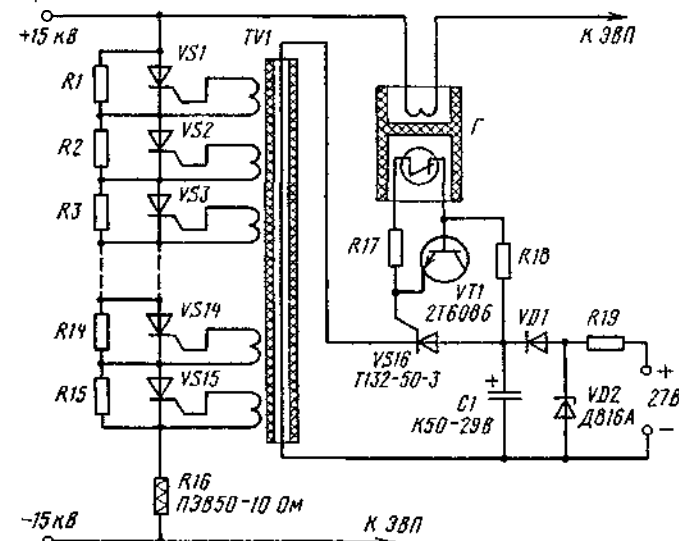 +15 кВ
К ЭВП
TV1
VS1
R1
VS2
R2
VS3
R3
Г
R17
R18
VT1
2Т608б
VS14
R14
VS15
R15
VS16
Т132-50-3
VD1
R19
+
27В
−
+
C1
К50-29В
VD2
Д816А
R16
ПЭВ50-10 Ом
−15 кВ
К ЭВП